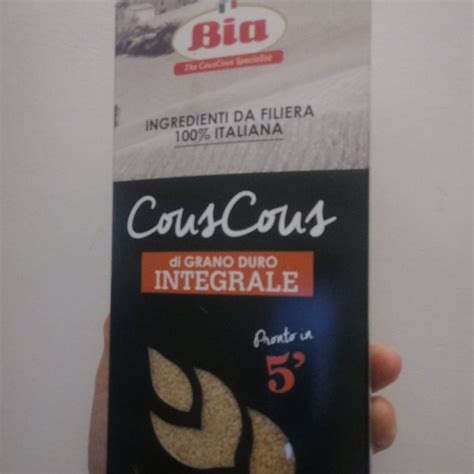 Bia
The CousCous Specialist
INGREDIENTI DA FILIERA
100% ITALIANA
CousCous
di GRANO DURO
INTEGRALE
Pronto in
5'